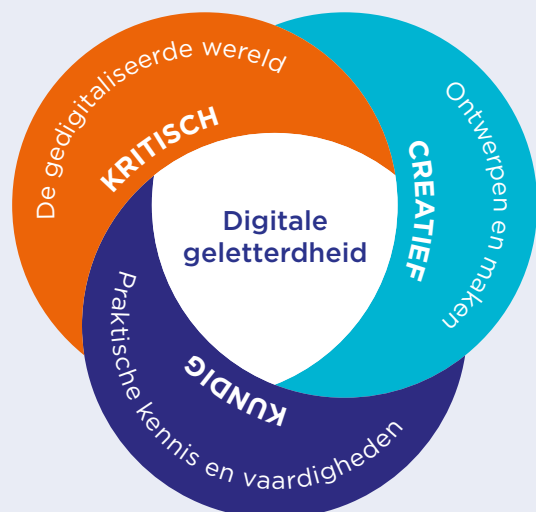 De gedigitaliseerde wereld
KRITISCH
Ontwerpen en maken
CREATIEF
Digitale
geletterdheid
Praktische kennis en vaardigheden
KUNDIG